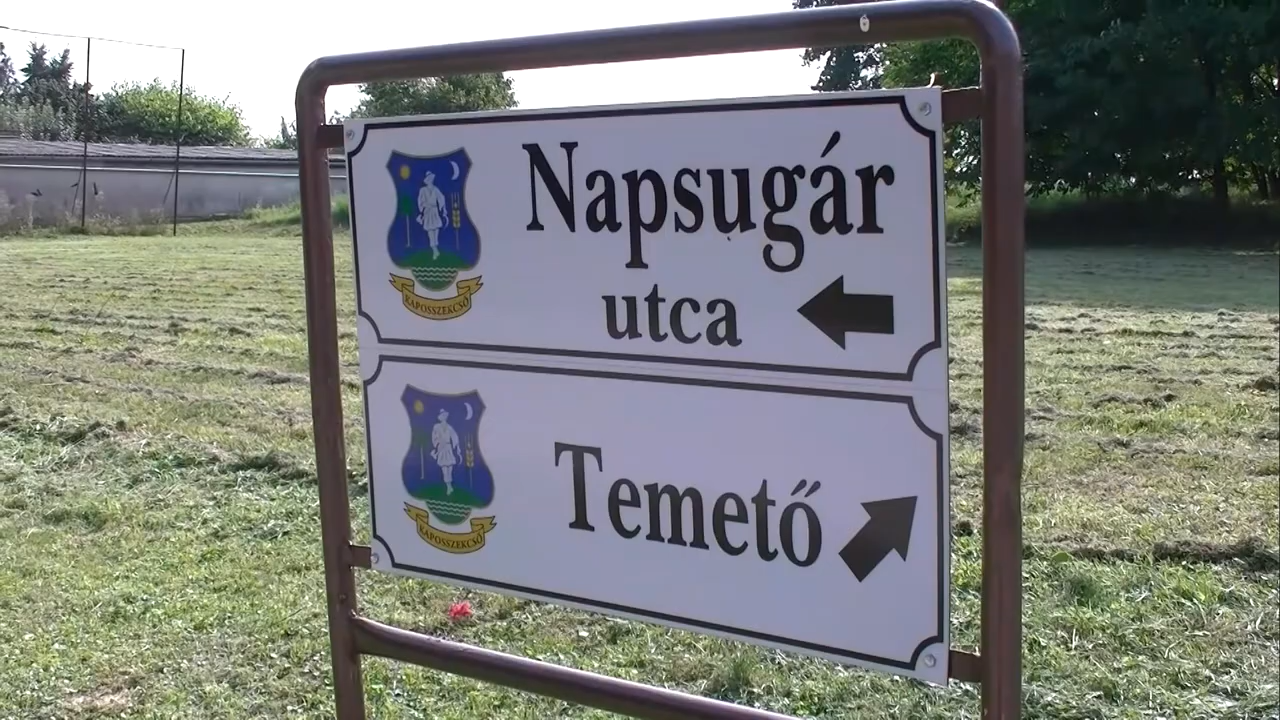 Napsugár
utca
KAPOSSZEKCSŐ
Temető
KAPOSSZEKCSŐ